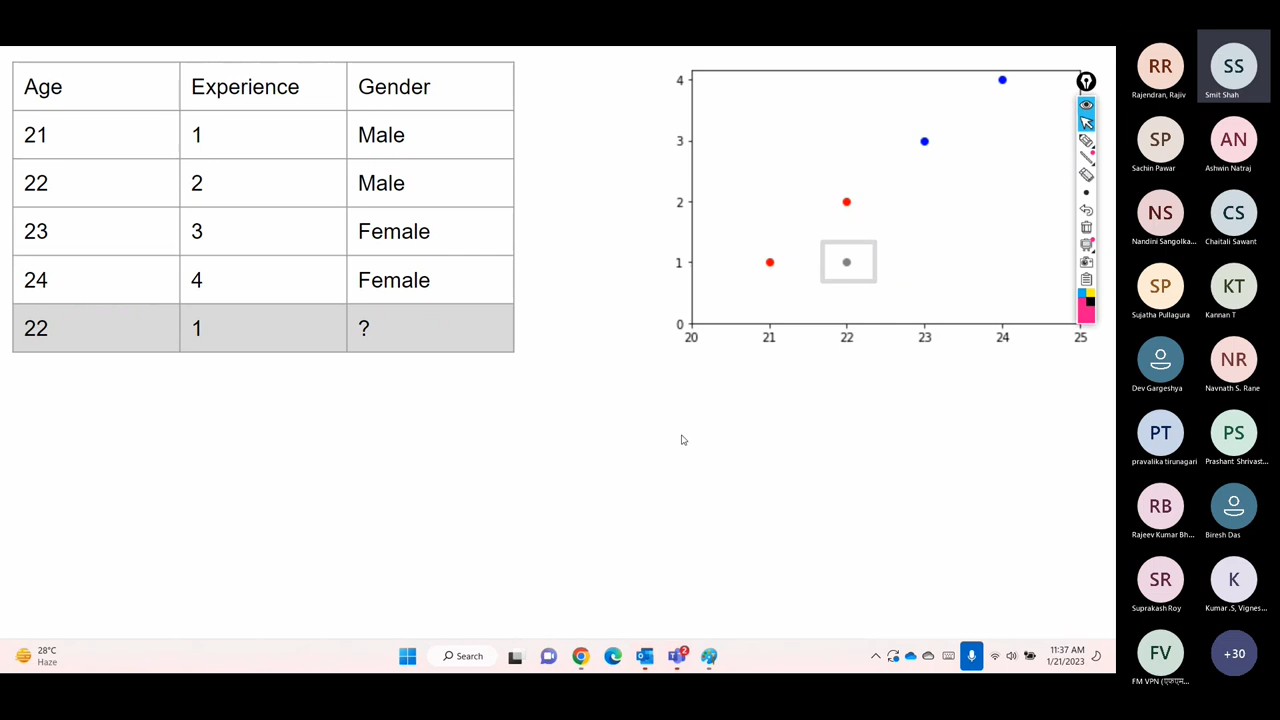 Age Experience Gender
21 1 Male
22 2 Male
23 3 Female
24 4 Female
22 1 ?
4
3
2
1
0
20 21 22 23 24 25
RR SS
Rajendran, Rajiv Smit Shah
SP AN
Sachin Pawar Ashwin Natraj
NS CS
Nandini Sangolka... Chaitali Sawant
SP KT
Sujatha Pullagura Kannan T
NR
Dev Gargeshya Navnath S. Rane
PT PS
pravalika tirunagari Prashant Shrivast...
RB
Rajeev Kumar Bh... Biresh Das
SR K
Suprakash Roy Kumar .S, Vignes...
FV +30
FM VPN (एफएम...
28°C
Haze
Search
2
11:37 AM
1/21/2023